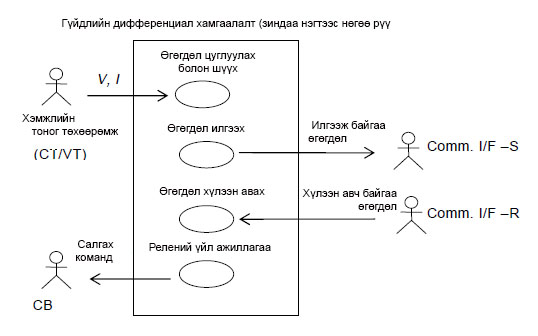 Гүйдлийн дифференциал хамгаалалт (зиндаа нэгтээс нөгөө рүү
Өгөгдөл цуглуулах
болон шүүх
V, I
Хэмжлийн
тоног төхөөрөмж
(CT/VT)
Өгөгдөл илгээх
Илгээж байгаа
өгөгдөл
Comm. I/F –S
Өгөгдөл хүлээн авах
Хүлээн авч байгаа
өгөгдөл
Comm. I/F –R
Салгах
команд
Релений үйл ажиллагаа
CB